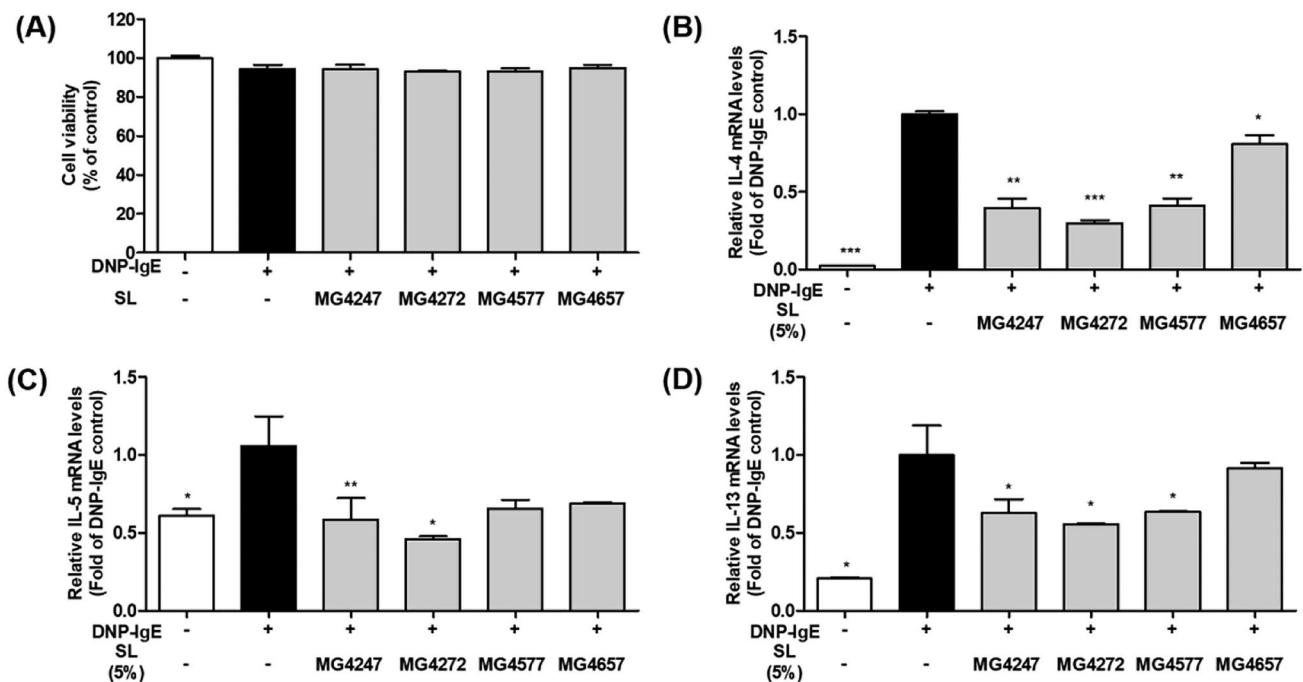 (A)
Cell viability
(% of control)
120
100
80
60
40
20
0
DNP-IgE - + + + + +
SL - - MG4247 MG4272 MG4577 MG4657
(B)
Relative IL-4 mRNA levels
(Fold of DNP-IgE control)
1.5
1.0
0.5
0.0
*** ** *** ** *
DNP-IgE - + + + + +
SL
(5%) - - MG4247 MG4272 MG4577 MG4657
(C)
Relative IL-5 mRNA levels
(Fold of DNP-IgE control)
1.5
1.0
0.5
0.0
* ** *
DNP-IgE - + + + + +
SL
(5%) - - MG4247 MG4272 MG4577 MG4657
(D)
Relative IL-13 mRNA levels
(Fold of DNP-IgE control)
1.5
1.0
0.5
0.0
* * * *
DNP-IgE - + + + + +
SL
(5%) - - MG4247 MG4272 MG4577 MG4657